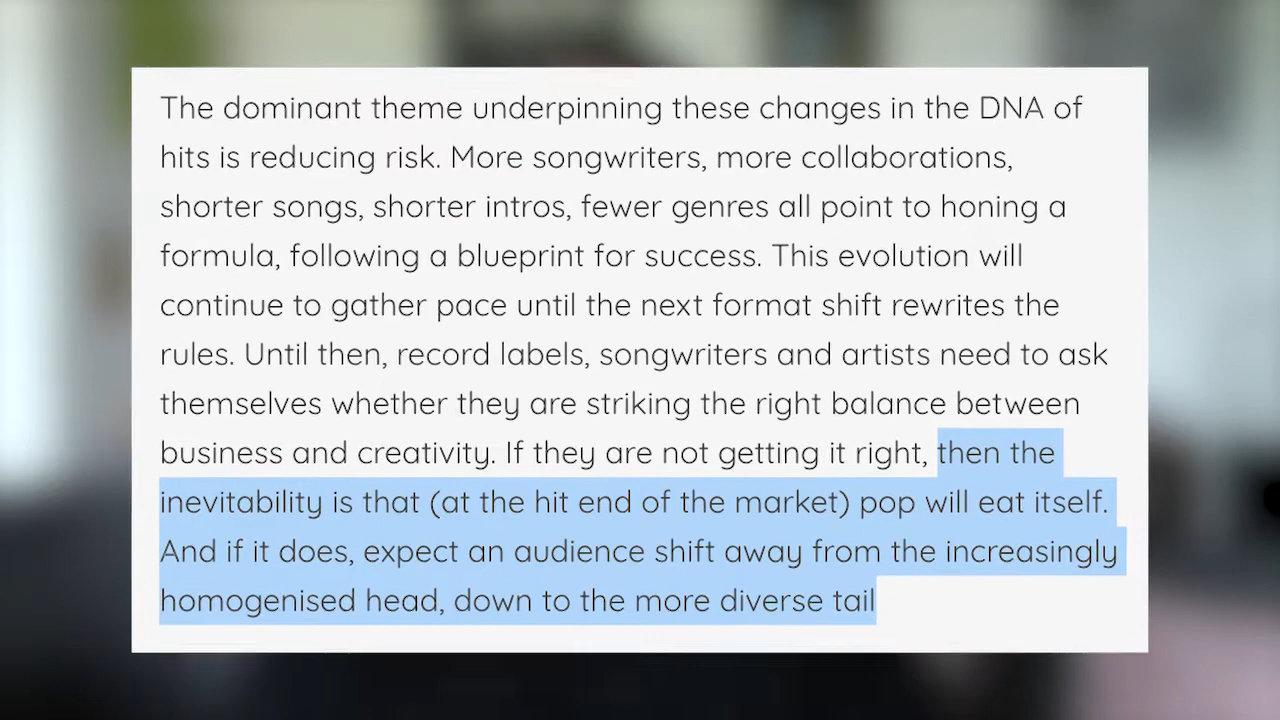 The dominant theme underpinning these changes in the DNA of
hits is reducing risk. More songwriters, more collaborations,
shorter songs, shorter intros, fewer genres all point to honing a
formula, following a blueprint for success. This evolution will
continue to gather pace until the next format shift rewrites the
rules. Until then, record labels, songwriters and artists need to ask
themselves whether they are striking the right balance between
business and creativity. If they are not getting it right, then the
inevitability is that (at the hit end of the market) pop will eat itself.
And if it does, expect an audience shift away from the increasingly
homogenised head, down to the more diverse tail